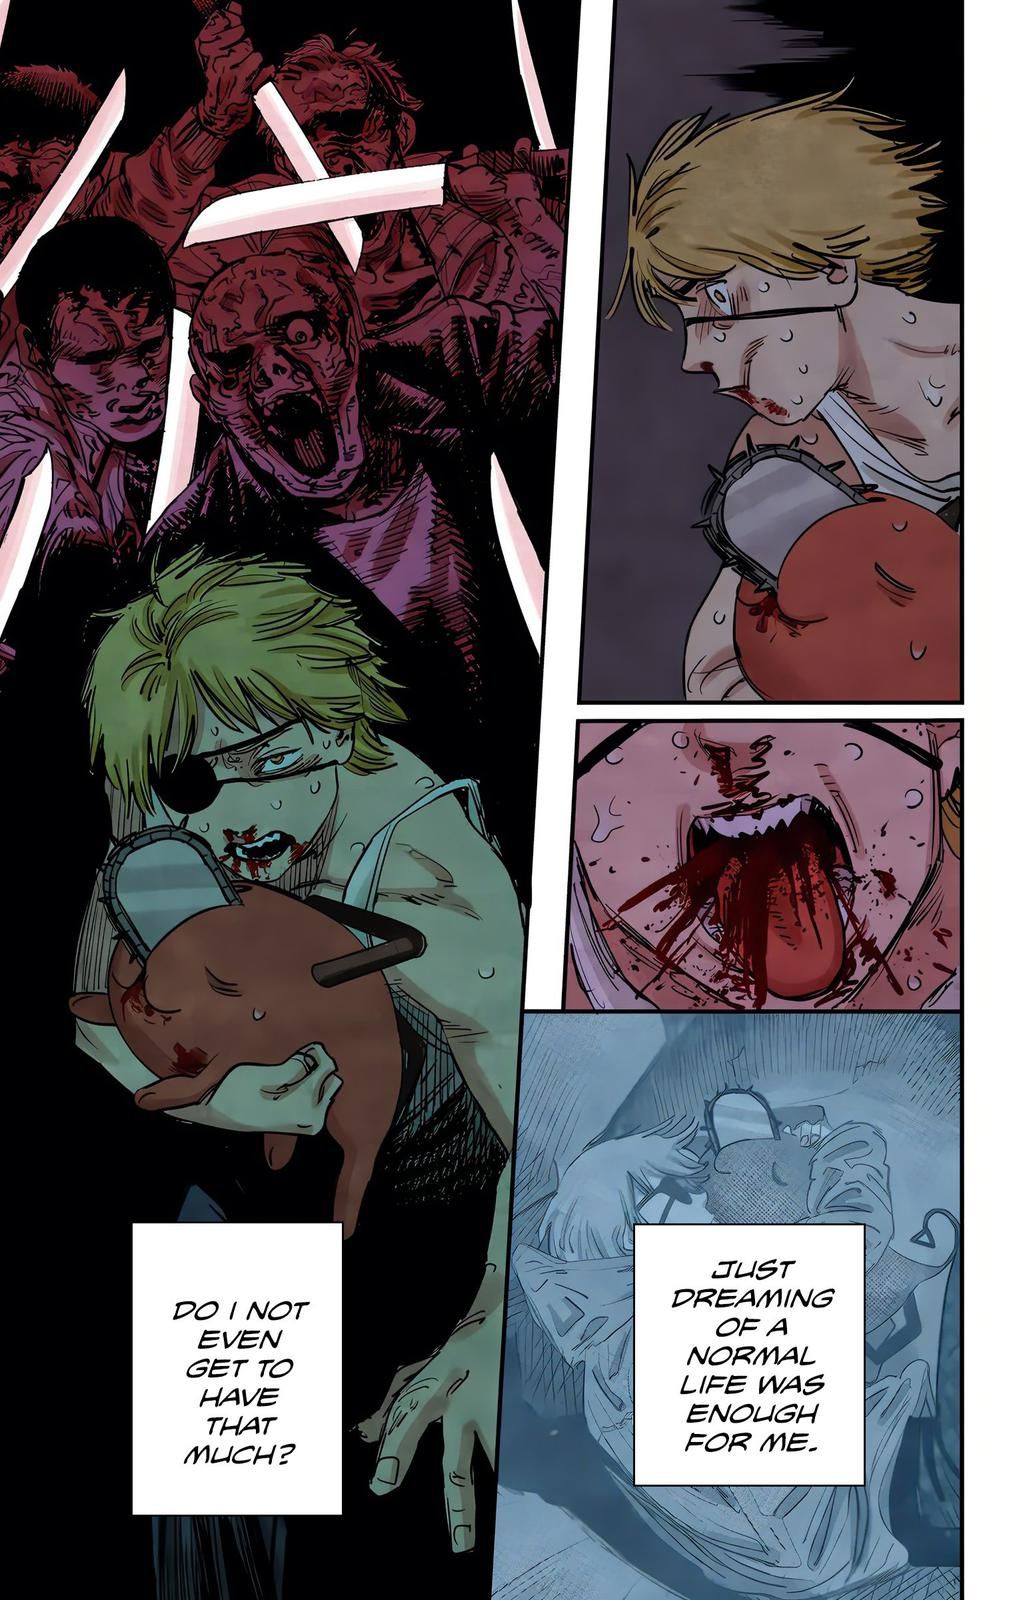 JUST
DREAMING
OF A
NORMAL
LIFE WAS
ENOUGH
FOR ME.
DO I NOT
EVEN
GET TO
HAVE
THAT
MUCH?